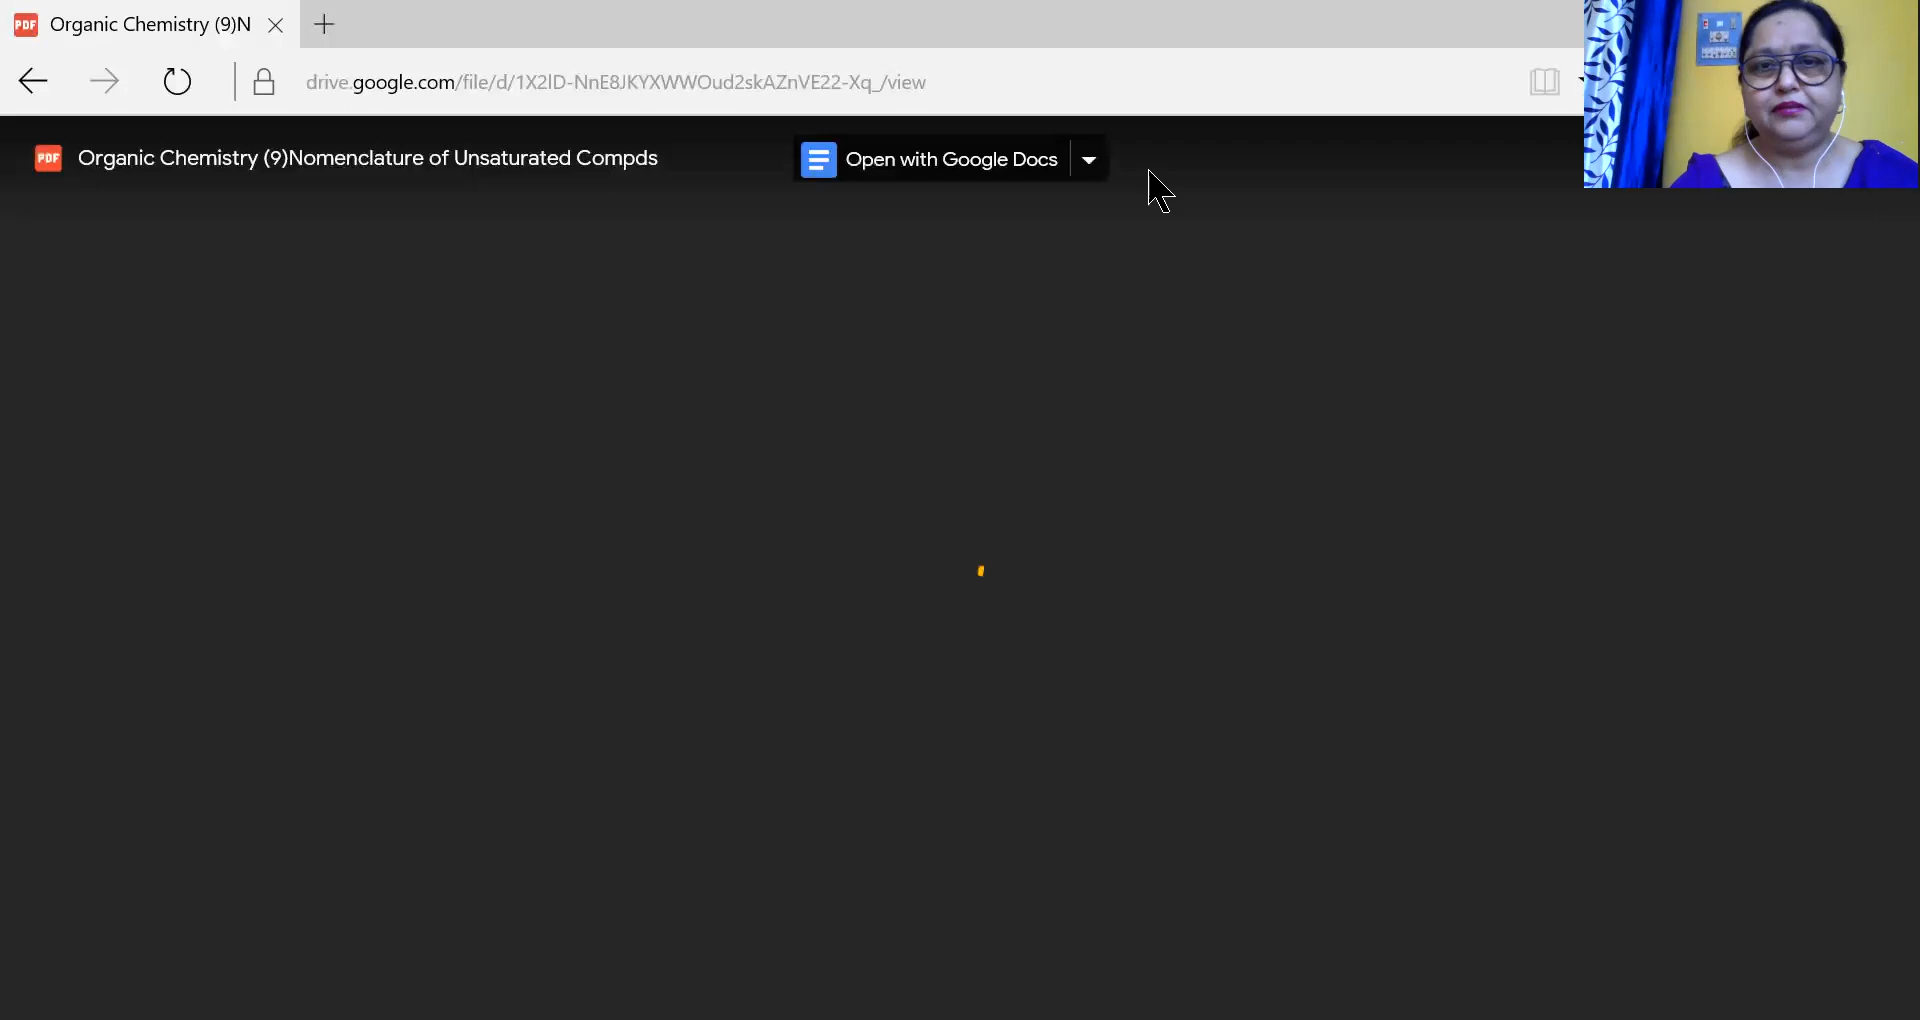 PDF Organic Chemistry (9)N
drive.google.com/file/d/1X2lD-NnE8JKYXWWOud2skAZnVE22-Xq_/view
PDF Organic Chemistry (9)Nomenclature of Unsaturated Compds
Open with Google Docs